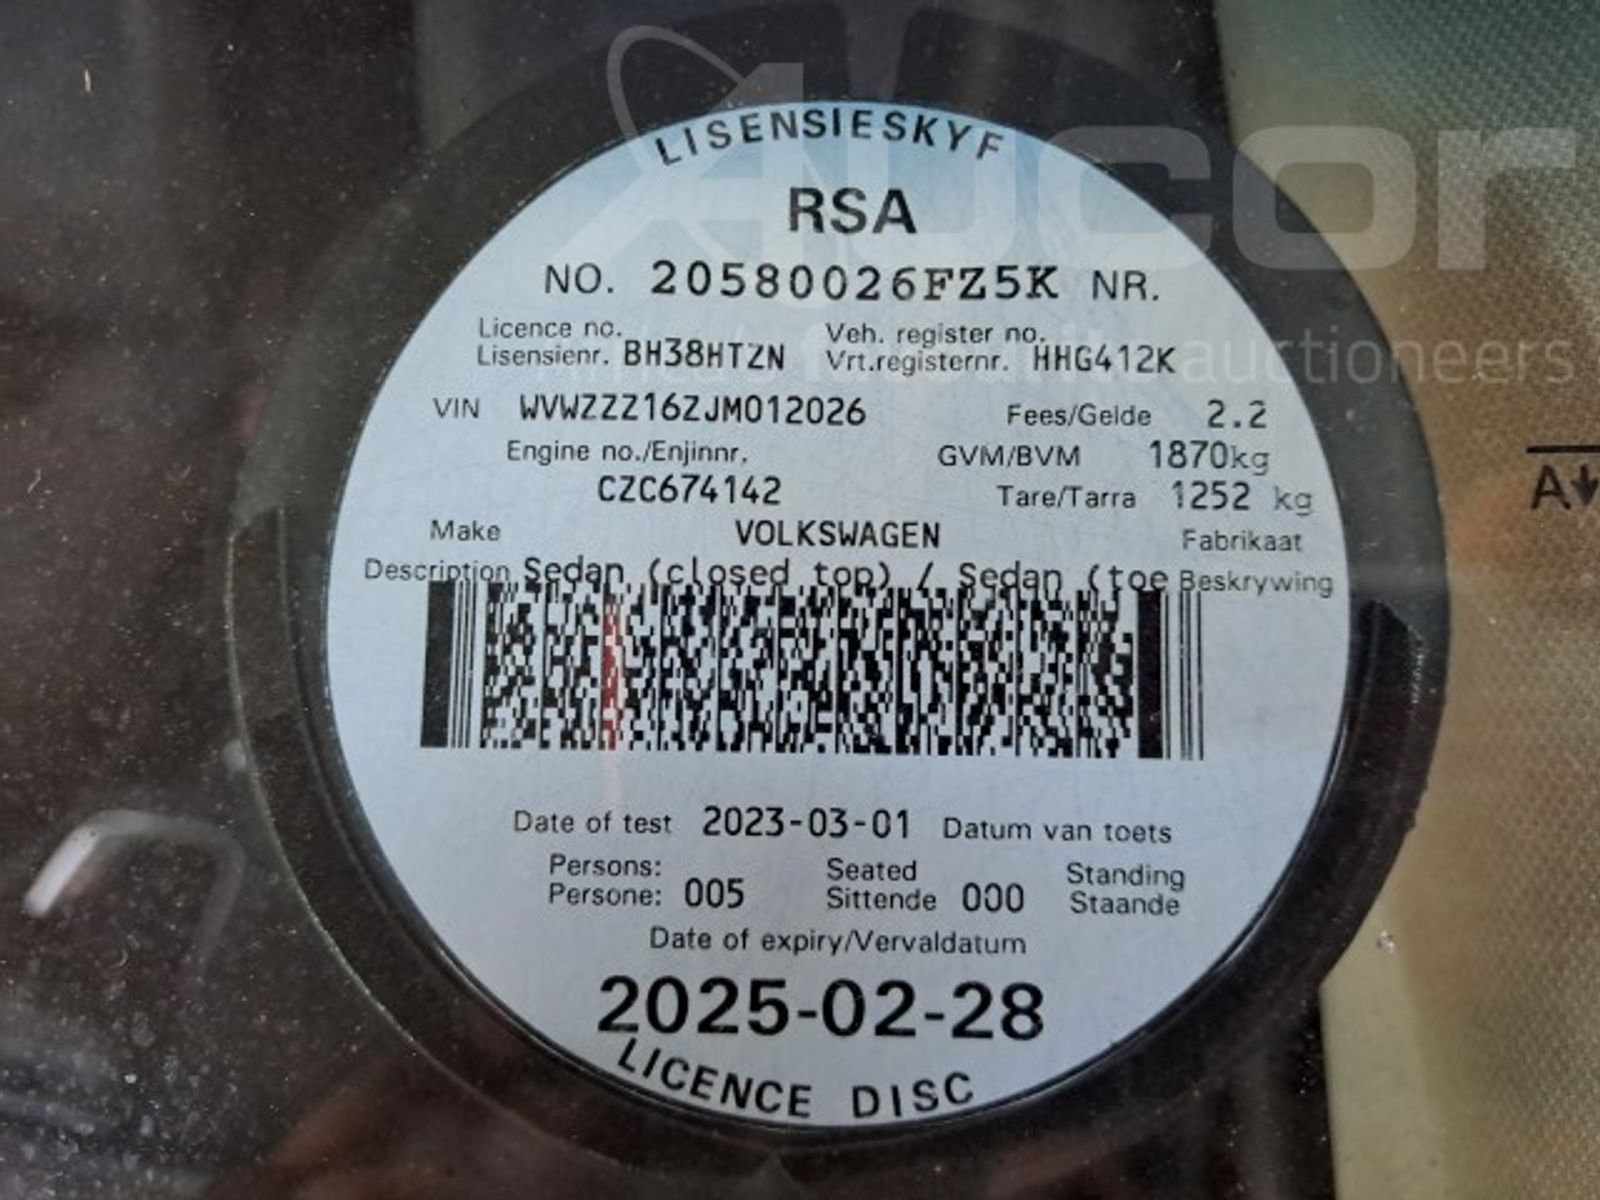 LISENSIESKYF
RSA
NO. 20580026FZ5K NR.
Licence no. Veh. register no.
Lisensienr. BH38HTZN Vrt.registernr. HHG412K
VIN WVWZZZ16ZJM012026 Fees/Gelde 2.2
Engine no./Enjinnr. GVM/BVM 1870kg
CZC674142 Tare/Tarra 1252 kg
Make VOLKSWAGEN Fabrikaat
Description Sedan (closed top) / Sedan (toe Beskrywing
Date of test 2023-03-01 Datum van toets
Persons: Seated Standing
Persone: 005 Sittende 000 Staande
Date of expiry/Vervaldatum
2025-02-28
LICENCE DISC
Aucor
auctioneers
A